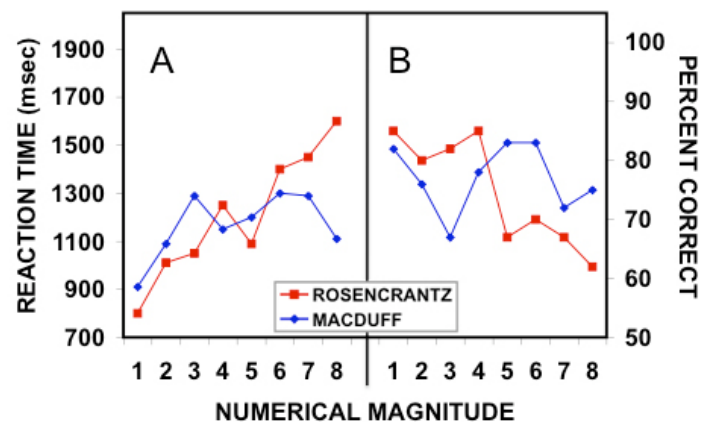 A
B
REACTION TIME (msec)
1900
1700
1500
1300
1100
900
700
PERCENT CORRECT
100
90
80
70
60
50
ROSENCRANTZ
MACDUFF
1 2 3 4 5 6 7 8
1 2 3 4 5 6 7 8
NUMERICAL MAGNITUDE